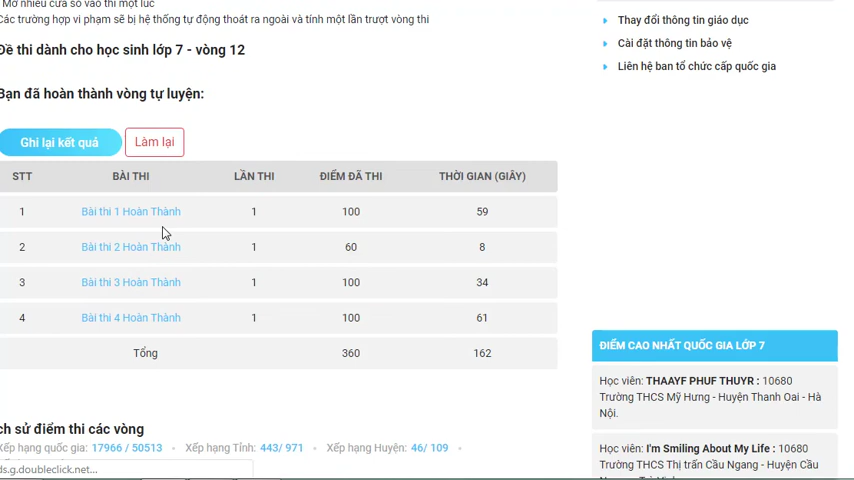 Mở nhiều cửa sổ vào thi một lúc
Các trường hợp vi phạm sẽ bị hệ thống tự động thoát ra ngoài và tính một lần trượt vòng thi
Đề thi dành cho học sinh lớp 7 - vòng 12
Bạn đã hoàn thành vòng tự luyện:
Ghi lại kết quả Làm lại
STT BÀI THI LẦN THI ĐIỂM ĐÃ THI THỜI GIAN (GIÂY)
1 Bài thi 1 Hoàn Thành 1 100 59
2 Bài thi 2 Hoàn Thành 1 60 8
3 Bài thi 3 Hoàn Thành 1 100 34
4 Bài thi 4 Hoàn Thành 1 100 61
Tổng 360 162
ch sử điểm thi các vòng
Xếp hạng quốc gia: 17966 / 50513 • Xếp hạng Tỉnh: 443/ 971 • Xếp hạng Huyện: 46/ 109 •
ds.g.doubleclick.net...
Thay đổi thông tin giáo dục
Cài đặt thông tin bảo vệ
Liên hệ ban tổ chức cấp quốc gia
ĐIỂM CAO NHẤT QUỐC GIA LỚP 7
Học viên: THAAYF PHUF THUYR : 10680
Trường THCS Mỹ Hưng - Huyện Thanh Oai - Hà
Nội.
Học viên: I'm Smiling About My Life : 10680
Trường THCS Thị trấn Cầu Ngang - Huyện Cầu